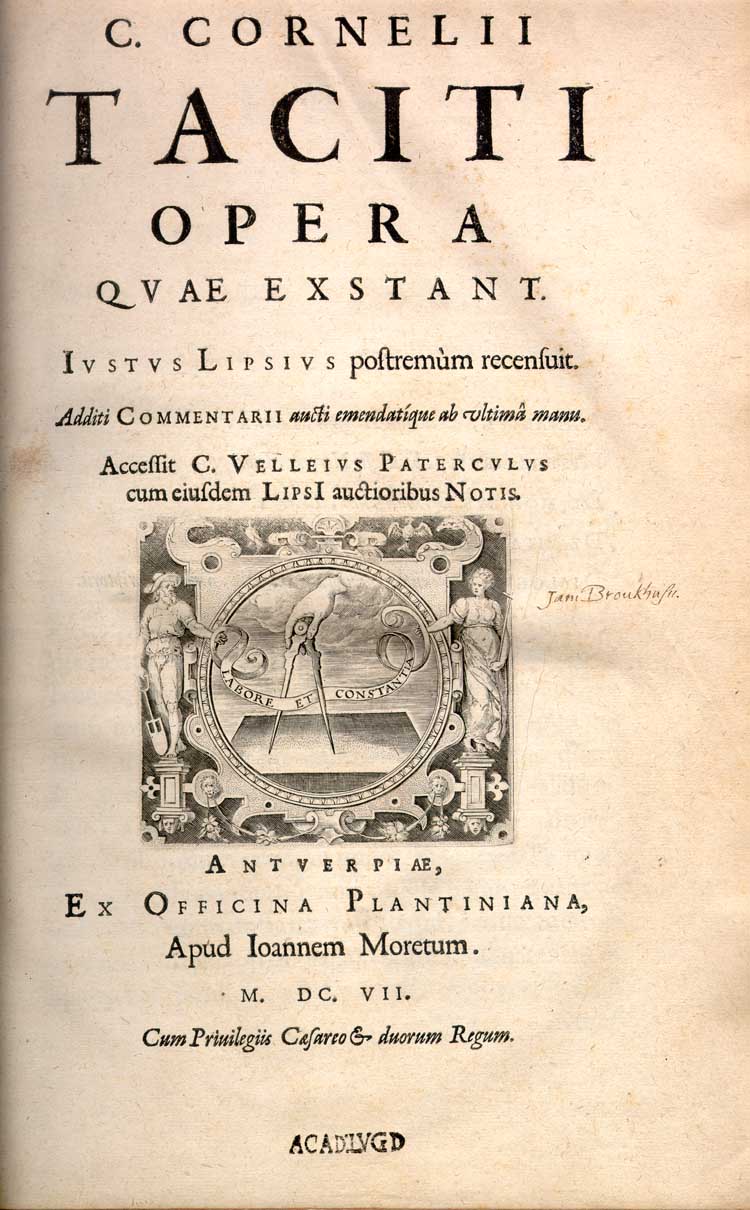 C. CORNELII
TACITI
OPERA
QVAE EXSTANT.
IVSTVS LIPSIVS poſtremùm recenſuit.
Additi COMMENTARII aucti emendatíque ab vltimâ manu.
Acceſſit C. VELLEIVS PATERCVLVS
cum eiuſdem LIPSI auctioribus NOTIS.
Jani Broukhusii.
LABORE ET CONSTANTIA
ANTVERPIAE,
EX OFFICINA PLANTINIANA,
Apud Ioannem Moretum.
M. DC. VII.
Cum Priuilegiis Cæſareo & duorum Regum.
ACAD LVGD